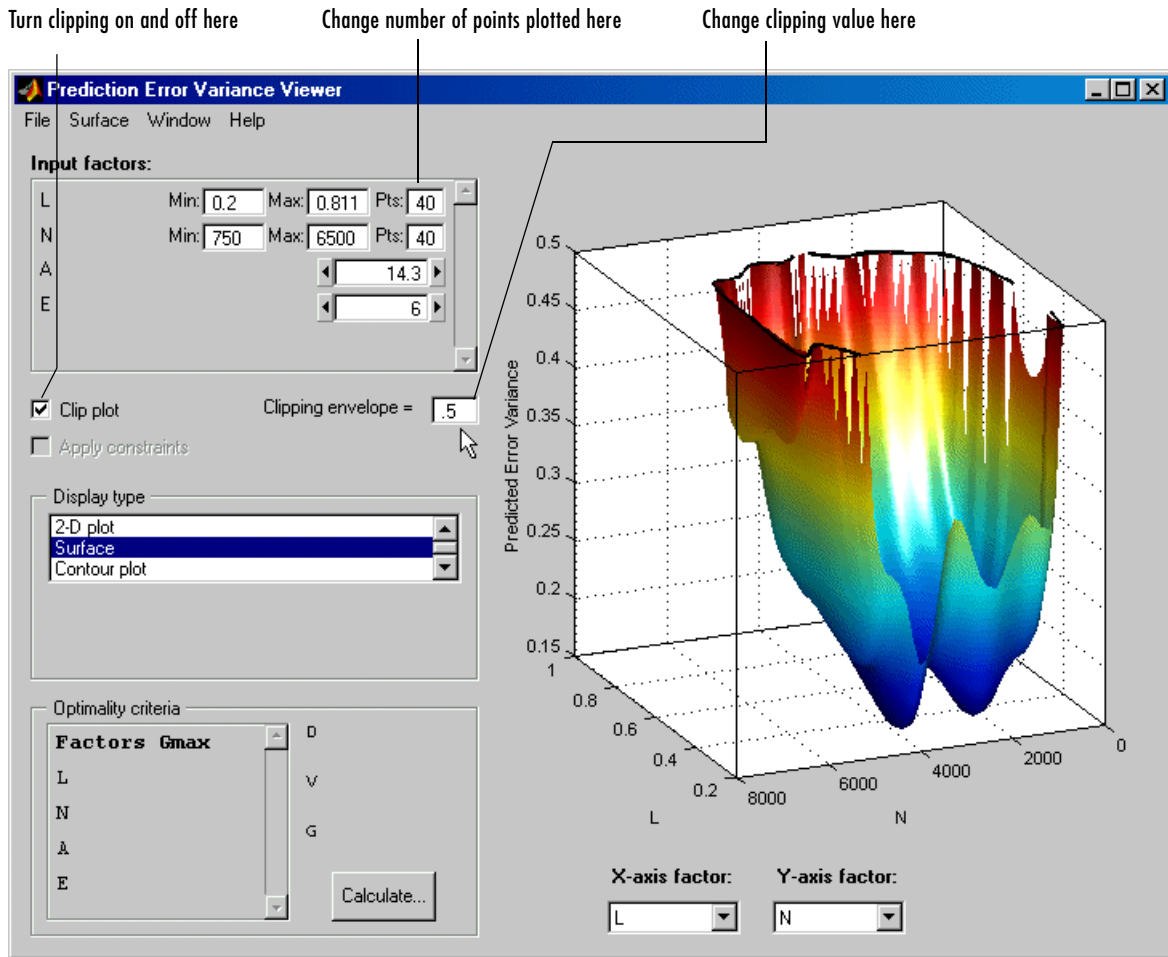 Turn clipping on and off here
Change number of points plotted here
Change clipping value here
Prediction Error Variance Viewer
File Surface Window Help
Input factors:
L Min: 0.2 Max: 0.811 Pts: 40
N Min: 750 Max: 6500 Pts: 40
A 14.3
E 6
Clip plot
Clipping envelope = .5
Apply constraints
Display type
2-D plot
Surface
Contour plot
Optimality criteria
Factors Gmax
L
N
A
E
D
V
G
Calculate...
Predicted Error Variance
0.5
0.45
0.4
0.35
0.3
0.25
0.2
0.15
1
0.8
0.6
0.4
0.2
L
8000
6000
4000
2000
0
N
X-axis factor:
Y-axis factor:
L
N